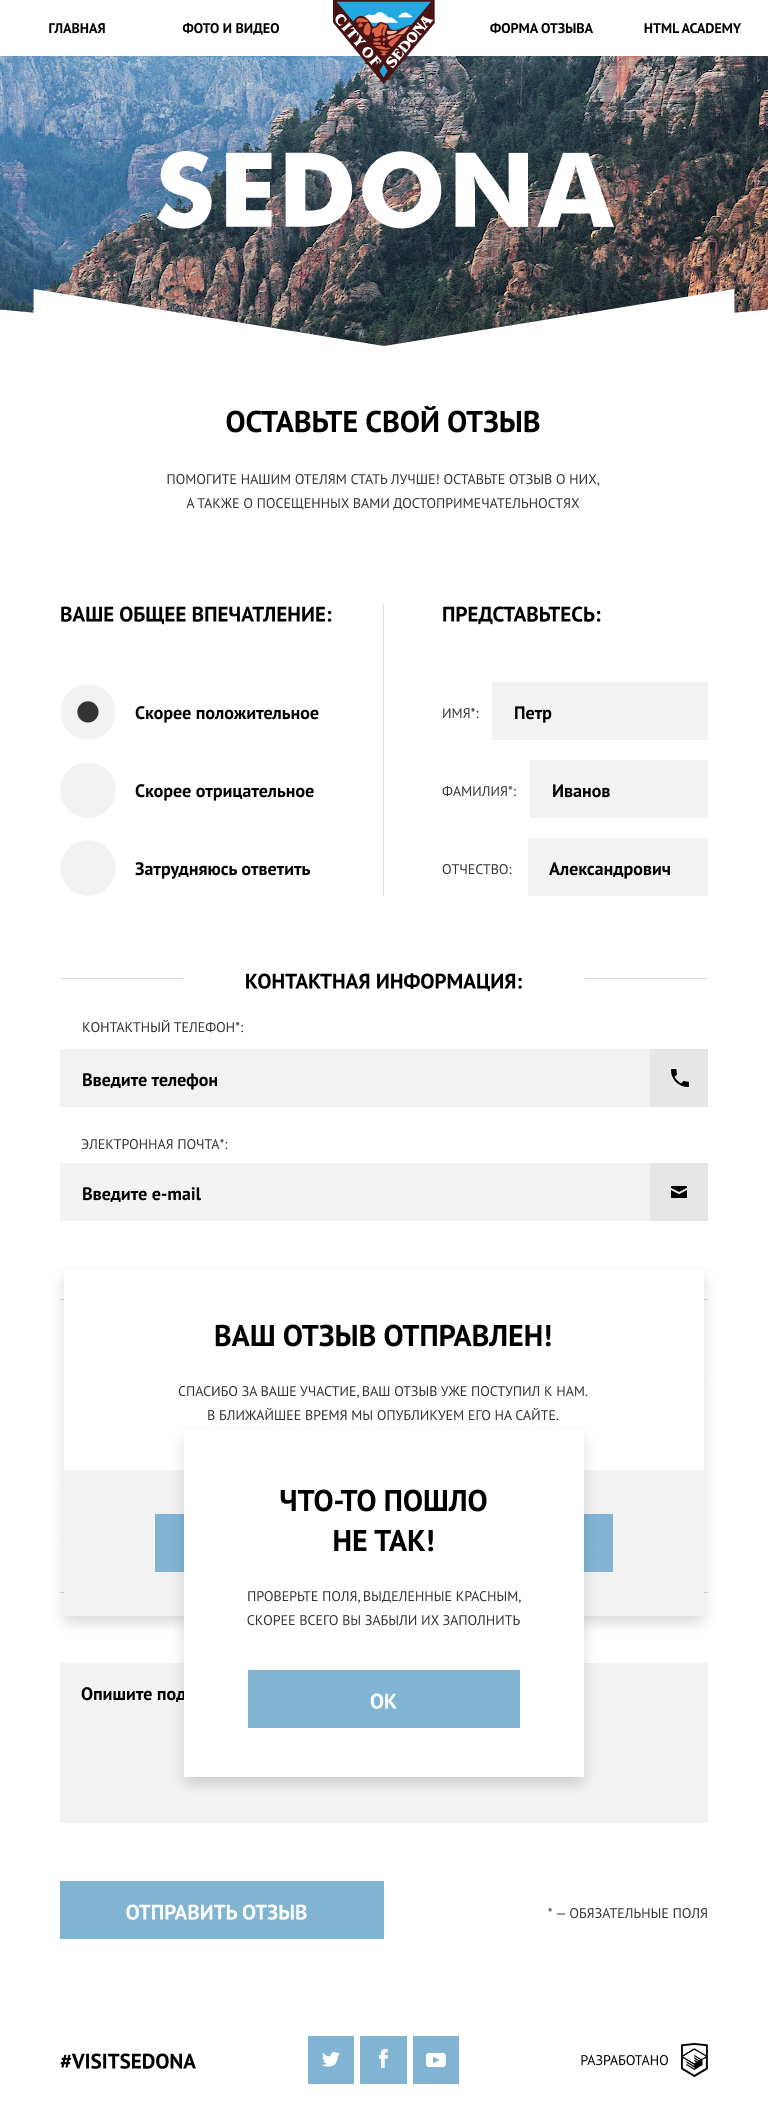 ГЛАВНАЯ
ФОТО И ВИДЕО
CITY OF SEDONA
ФОРМА ОТЗЫВА
HTML ACADEMY
SEDONA
ОСТАВЬТЕ СВОЙ ОТЗЫВ
ПОМОГИТЕ НАШИМ ОТЕЛЯМ СТАТЬ ЛУЧШЕ! ОСТАВЬТЕ ОТЗЫВ О НИХ,
А ТАКЖЕ О ПОСЕЩЕННЫХ ВАМИ ДОСТОПРИМЕЧАТЕЛЬНОСТЯХ
ВАШЕ ОБЩЕЕ ВПЕЧАТЛЕНИЕ:
Скорее положительное
Скорее отрицательное
Затрудняюсь ответить
ПРЕДСТАВЬТЕСЬ:
ИМЯ*:
Петр
ФАМИЛИЯ*:
Иванов
ОТЧЕСТВО:
Александрович
КОНТАКТНАЯ ИНФОРМАЦИЯ:
КОНТАКТНЫЙ ТЕЛЕФОН*:
Введите телефон
ЭЛЕКТРОННАЯ ПОЧТА*:
Введите e-mail
ВАШ ОТЗЫВ ОТПРАВЛЕН!
СПАСИБО ЗА ВАШЕ УЧАСТИЕ, ВАШ ОТЗЫВ УЖЕ ПОСТУПИЛ К НАМ.
В БЛИЖАЙШЕЕ ВРЕМЯ МЫ ОПУБЛИКУЕМ ЕГО НА САЙТЕ.
ЧТО-ТО ПОШЛО
НЕ ТАК!
ПРОВЕРЬТЕ ПОЛЯ, ВЫДЕЛЕННЫЕ КРАСНЫМ,
СКОРЕЕ ВСЕГО ВЫ ЗАБЫЛИ ИХ ЗАПОЛНИТЬ
ОК
Опишите под
ОТПРАВИТЬ ОТЗЫВ
* — ОБЯЗАТЕЛЬНЫЕ ПОЛЯ
#VISITSEDONA
РАЗРАБОТАНО